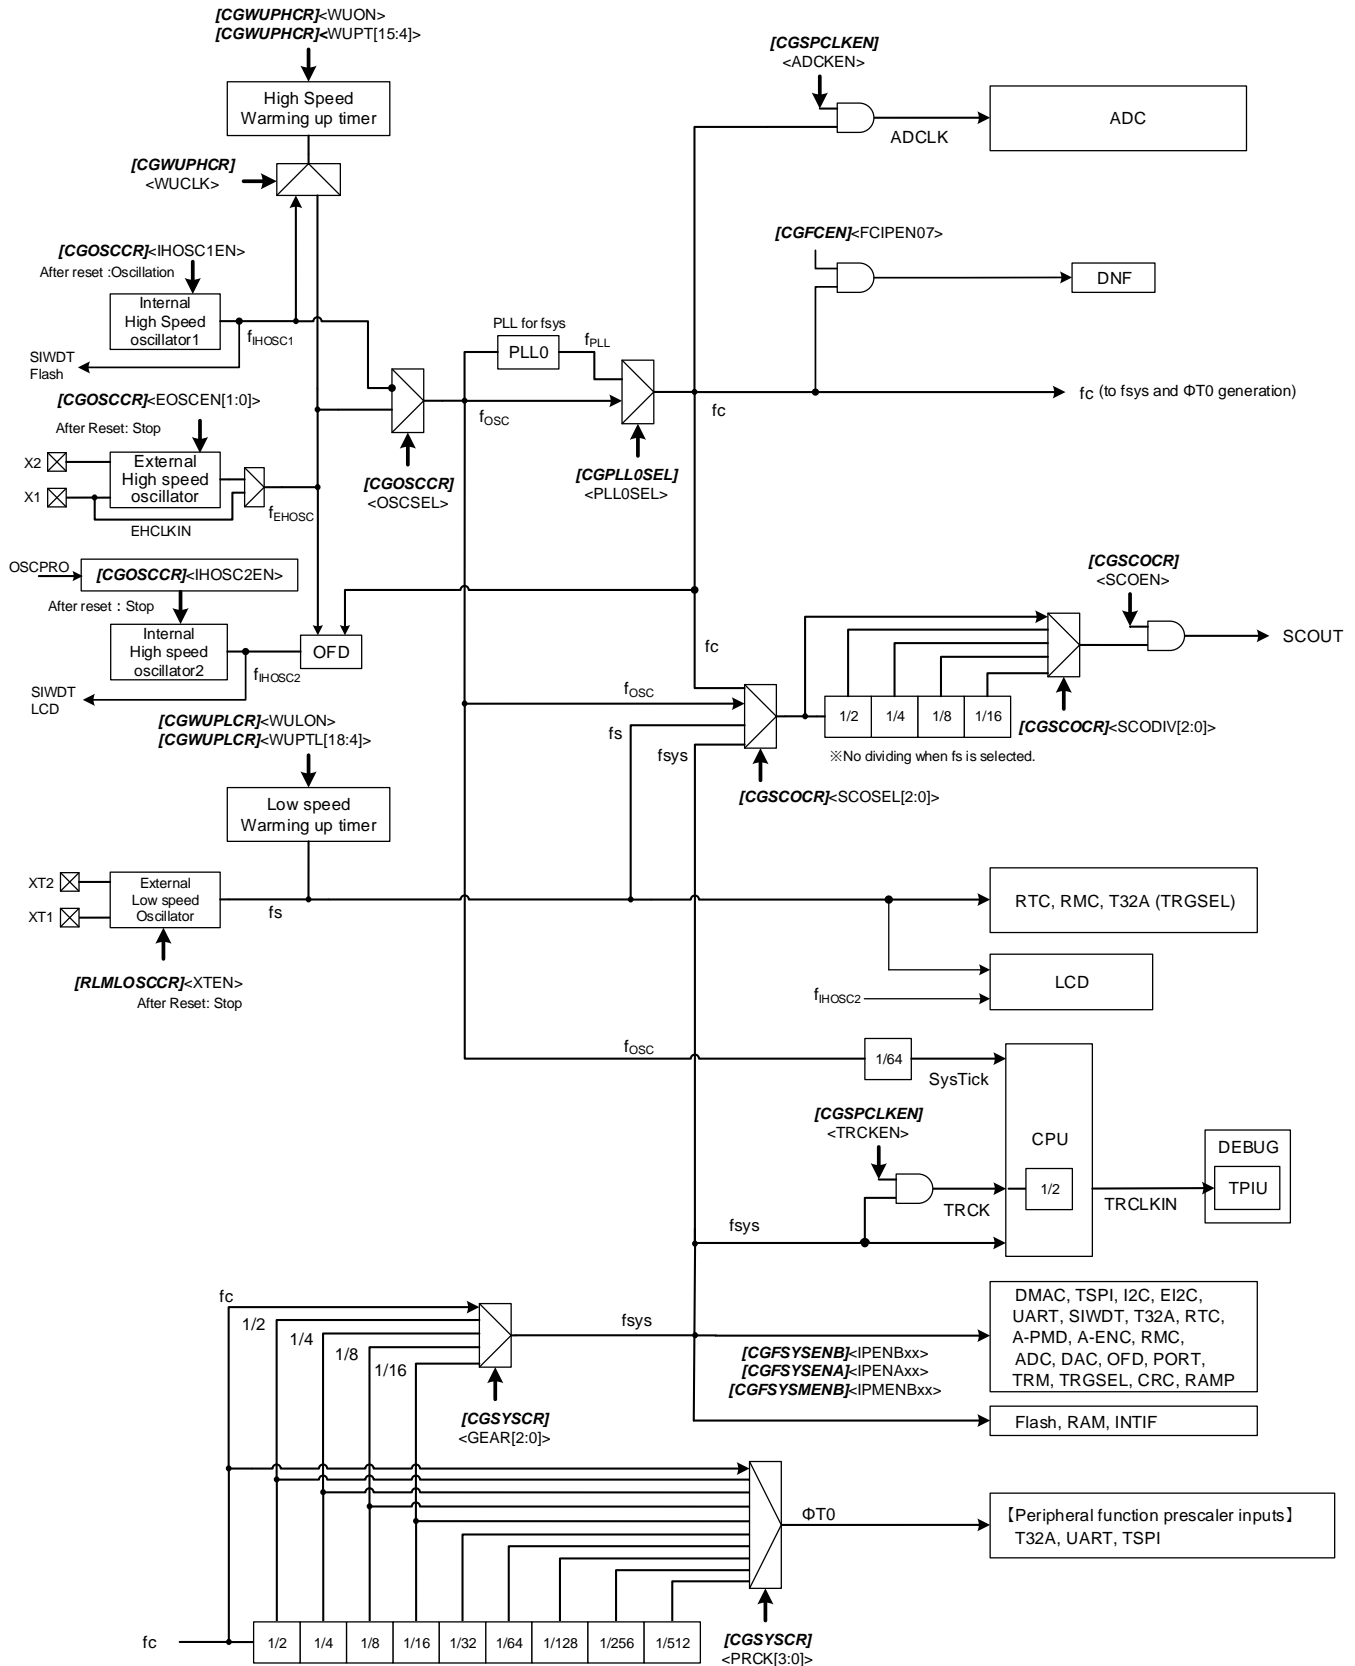 [CGWUPHCR]<WUON>
[CGWUPHCR]<WUPT[15:4]>
High Speed
Warming up timer
[CGWUPHCR]
<WUCLK>
[CGSPCLKEN]
<ADCKEN>
ADCLK
ADC
[CGFCEN]<FCIPEN07>
DNF
[CGOSCCR]<IHOSC1EN>
After reset :Oscillation
Internal
High Speed
oscillator1
fIHOSC1
SIWDT
Flash
PLL for fsys
PLL0
fPLL
fOSC
fc
fc (to fsys and ΦT0 generation)
[CGOSCCR]<EOSCEN[1:0]>
After Reset: Stop
X2
X1
External
High speed
oscillator
EHCLKIN
fEHOSC
[CGOSCCR]
<OSCSEL>
[CGPLL0SEL]
<PLL0SEL>
OSCPRO
[CGOSCCR]<IHOSC2EN>
After reset : Stop
Internal
High speed
oscillator2
fIHOSC2
OFD
SIWDT
LCD
[CGSCOCR]
<SCOEN>
SCOUT
fc
fOSC
fs
fsys
1/2
1/4
1/8
1/16
[CGSCOCR]<SCODIV[2:0]>
※No dividing when fs is selected.
[CGSCOCR]<SCOSEL[2:0]>
[CGWUPLCR]<WULON>
[CGWUPLCR]<WUPTL[18:4]>
Low speed
Warming up timer
XT2
XT1
External
Low speed
Oscillator
fs
[RLMLOSCCR]<XTEN>
After Reset: Stop
RTC, RMC, T32A (TRGSEL)
LCD
fIHOSC2
fOSC
1/64
SysTick
[CGSPCLKEN]
<TRCKEN>
TRCK
CPU
1/2
TRCLKIN
DEBUG
TPIU
fsys
fc
1/2
1/4
1/8
1/16
fsys
[CGSYSCR]
<GEAR[2:0]>
[CGFSYSENB]<IPENBxx>
[CGFSYSENA]<IPENAxx>
[CGFSYSMENB]<IPMENBxx>
DMAC, TSPI, I2C, EI2C,
UART, SIWDT, T32A, RTC,
A-PMD, A-ENC, RMC,
ADC, DAC, OFD, PORT,
TRM, TRGSEL, CRC, RAMP
Flash, RAM, INTIF
ΦT0
【Peripheral function prescaler inputs】
T32A, UART, TSPI
fc
1/2
1/4
1/8
1/16
1/32
1/64
1/128
1/256
1/512
[CGSYSCR]
<PRCK[3:0]>